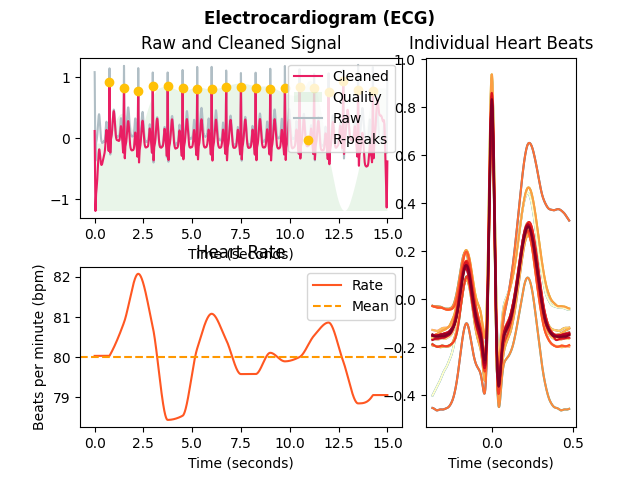 Electrocardiogram (ECG)
Raw and Cleaned Signal
Individual Heart Beats
1
0
−1
Cleaned
Quality
Raw
R-peaks
0.0 2.5 5.0 7.5 10.0 12.5 15.0
Time (seconds)
Heart Rate
82
81
80
79
Beats per minute (bpm)
Rate
Mean
0.0 2.5 5.0 7.5 10.0 12.5 15.0
Time (seconds)
1.0
0.8
0.6
0.4
0.2
0.0
−0.2
−0.4
0.0 0.5
Time (seconds)